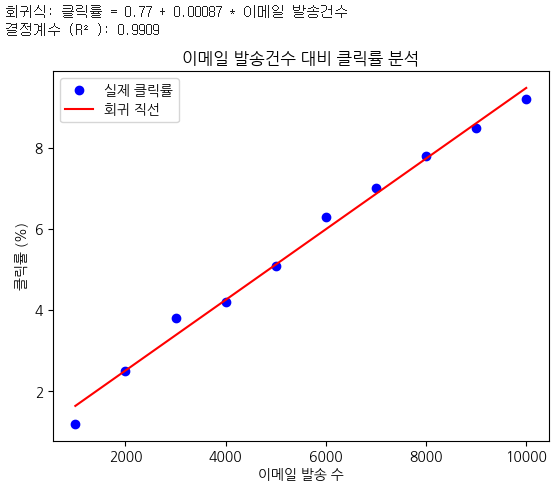 회귀식: 클릭률 = 0.77 + 0.00087 * 이메일 발송건수
결정계수 (R² ): 0.9909
이메일 발송건수 대비 클릭률 분석
실제 클릭률
회귀 직선
클릭률 (%)
8
6
4
2
2000 4000 6000 8000 10000
이메일 발송 수